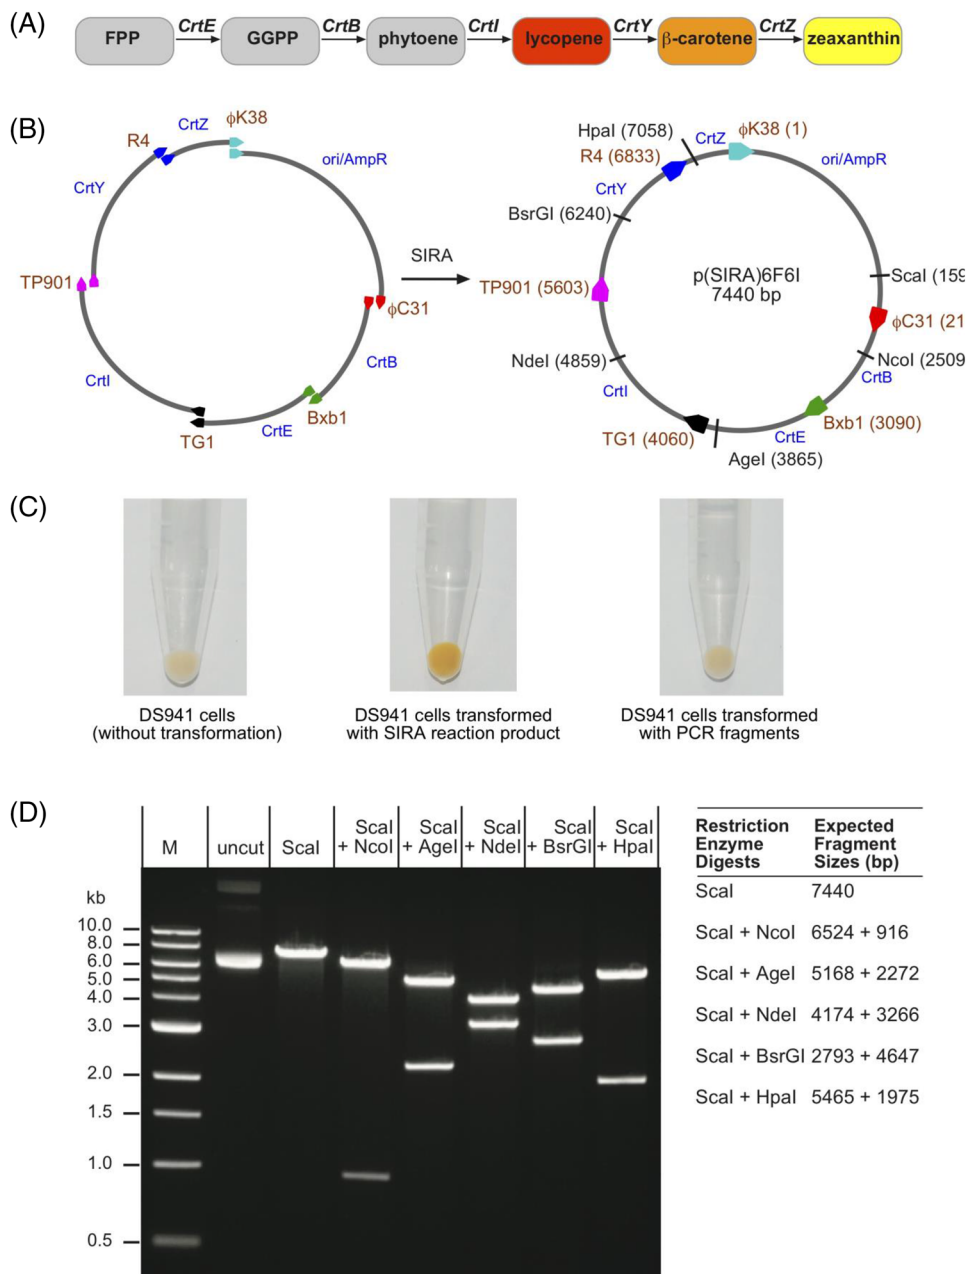 (A)
FPP
CrtE
GGPP
CrtB
phytoene
CrtI
lycopene
CrtY
β-carotene
CrtZ
zeaxanthin
(B)
R4
CrtZ
ϕK38
ori/AmpR
CrtY
TP901
ϕC31
CrtB
CrtI
Bxb1
TG1
CrtE
SIRA
HpaI (7058)
CrtZ
ϕK38 (1)
R4 (6833)
ori/AmpR
CrtY
BsrGI (6240)
ScaI (159
p(SIRA)6F6I
7440 bp
TP901 (5603)
ϕC31 (21
NdeI (4859)
NcoI (2509
CrtB
CrtI
Bxb1 (3090)
TG1 (4060)
CrtE
AgeI (3865)
(C)
DS941 cells
(without transformation)
DS941 cells transformed
with SIRA reaction product
DS941 cells transformed
with PCR fragments
(D)
M
uncut
ScaI
ScaI
+ NcoI
ScaI
+ AgeI
ScaI
+ NdeI
ScaI
+ BsrGI
ScaI
+ HpaI
kb
10.0
8.0
6.0
5.0
4.0
3.0
2.0
1.5
1.0
0.5
Restriction Expected
Enzyme Fragment
Digests Sizes (bp)
ScaI 7440
ScaI + NcoI 6524 + 916
ScaI + AgeI 5168 + 2272
ScaI + NdeI 4174 + 3266
ScaI + BsrGI 2793 + 4647
ScaI + HpaI 5465 + 1975